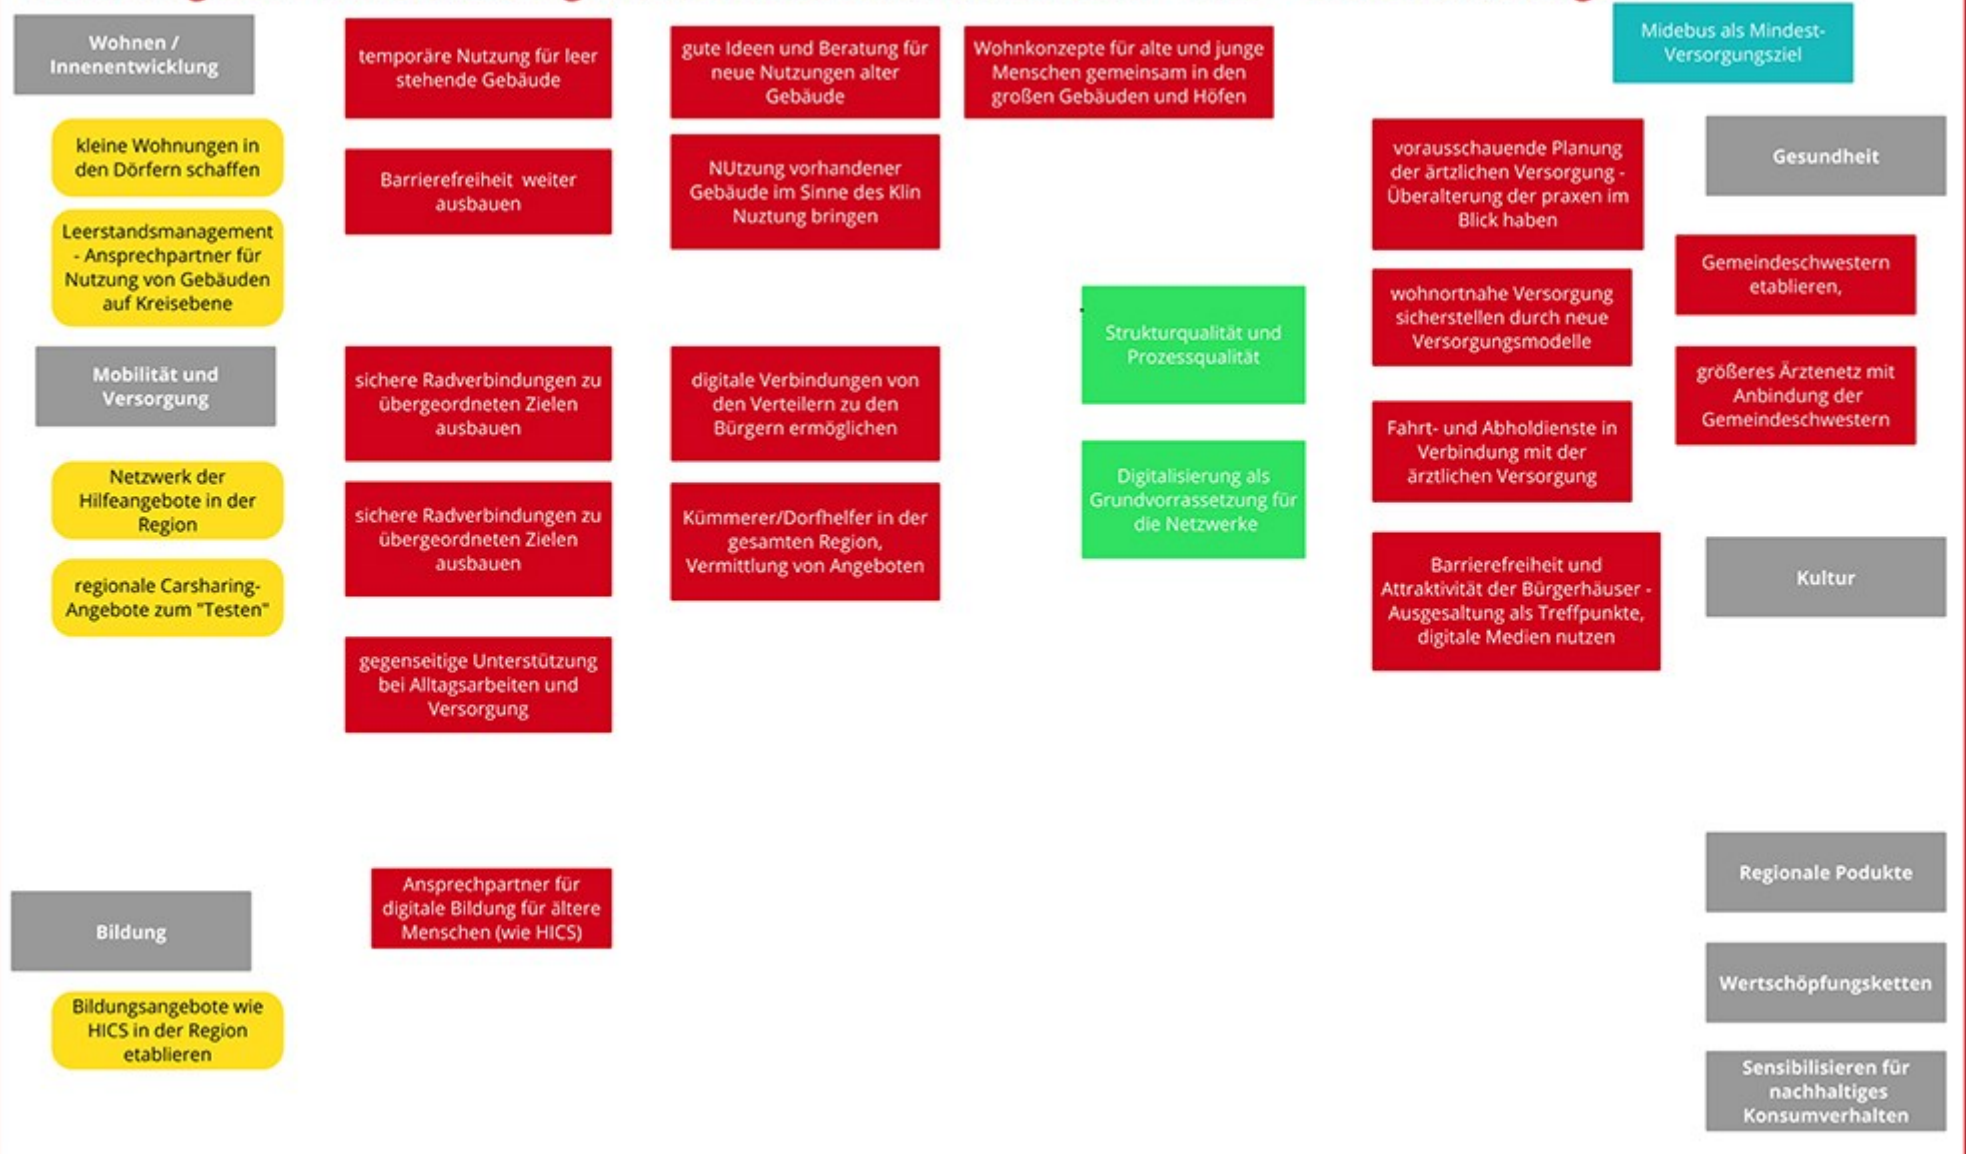 Wohnen /
Innenentwicklung
kleine Wohnungen in
den Dörfern schaffen
Leerstandsmanagement
- Ansprechpartner für
Nutzung von Gebäuden
auf Kreisebene
temporäre Nutzung für leer
stehende Gebäude
Barrierefreiheit weiter
ausbauen
gute Ideen und Beratung für
neue Nutzungen alter
Gebäude
NUtzung vorhandener
Gebäude im Sinne des Klin
Nuztung bringen
Wohnkonzepte für alte und junge
Menschen gemeinsam in den
großen Gebäuden und Höfen
Mobilität und
Versorgung
Netzwerk der
Hilfeangebote in der
Region
regionale Carsharing-
Angebote zum "Testen"
sichere Radverbindungen zu
übergeordneten Zielen
ausbauen
sichere Radverbindungen zu
übergeordneten Zielen
ausbauen
gegenseitige Unterstützung
bei Alltagsarbeiten und
Versorgung
digitale Verbindungen von
den Verteilern zu den
Bürgern ermöglichen
Kümmerer/Dorfhelfer in der
gesamten Region,
Vermittlung von Angeboten
Bildung
Bildungsangebote wie
HICS in der Region
etablieren
Ansprechpartner für
digitale Bildung für ältere
Menschen (wie HICS)
Strukturqualität und
Prozessqualität
Digitalisierung als
Grundvorrassetzung für
die Netzwerke
Midebus als Mindest-
Versorgungsziel
Gesundheit
vorausschauende Planung
der ärtzlichen Versorgung -
Überalterung der praxen im
Blick haben
wohnortnahe Versorgung
sicherstellen durch neue
Versorgungsmodelle
Fahrt- und Abholdienste in
Verbindung mit der
ärztlichen Versorgung
Gemeindeschwestern
etablieren,
größeres Ärztenetz mit
Anbindung der
Gemeindeschwestern
Kultur
Barrierefreiheit und
Attraktivität der Bürgerhäuser -
Ausgesaltung als Treffpunkte,
digitale Medien nutzen
Regionale Podukte
Wertschöpfungsketten
Sensibilisieren für
nachhaltiges
Konsumverhalten